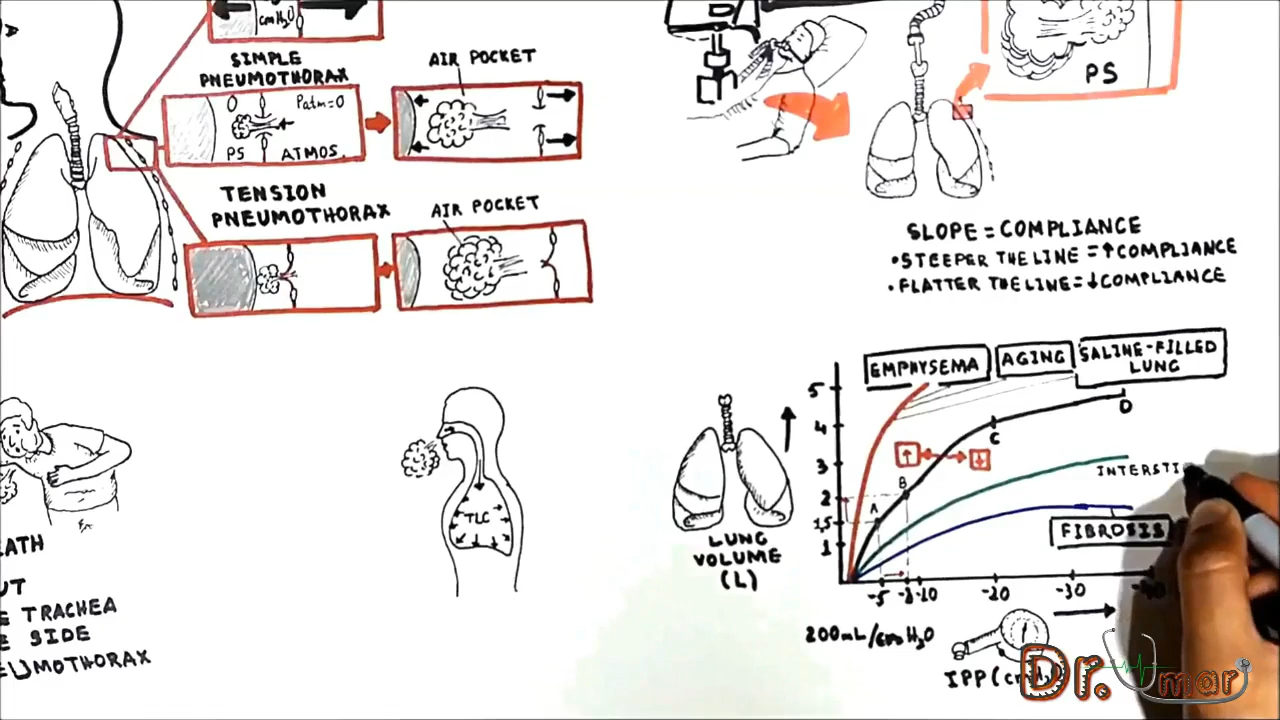 cmH₂O
SIMPLE
PNEUMOTHORAX
O
Patm=O
PS
ATMOS.
AIR POCKET
TENSION
PNEUMOTHORAX
AIR POCKET
PS
SLOPE = COMPLIANCE
• STEEPER THE LINE = ↑ COMPLIANCE
• FLATTER THE LINE = ↓ COMPLIANCE
EATH
UT
E TRACHEA
E SIDE
EUMOTHORAX
TLC
LUNG
VOLUME
(L)
EMPHYSEMA
AGING
SALINE-FILLED
LUNG
5
4
3
2
1,5
1
A
B
C
D
↑
↓
INTERSTI
FIBROSIS
-5
-8
-10
-20
-30
200mL/cmH₂O
IPP (cmH₂O
Dr. Umar